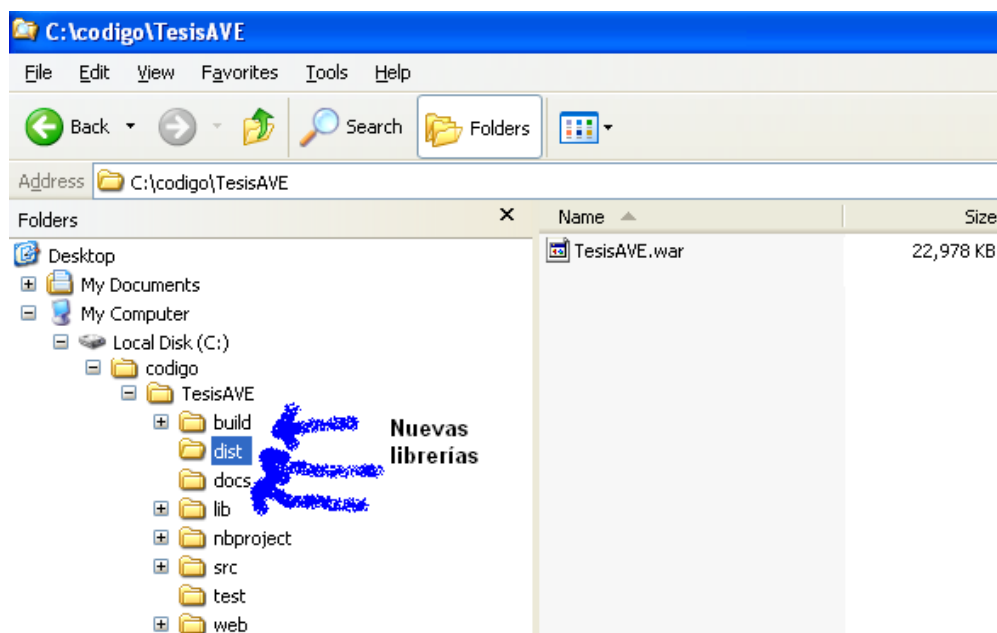 C:\codigo\TesisAVE
File Edit View Favorites Tools Help
Back Search Folders
Address C:\codigo\TesisAVE
Folders
Name Size
Desktop
TesisAVE.war 22,978 KB
My Documents
My Computer
Local Disk (C:)
codigo
TesisAVE
build
Nuevas
librerías
dist
docs
lib
nbproject
src
test
web